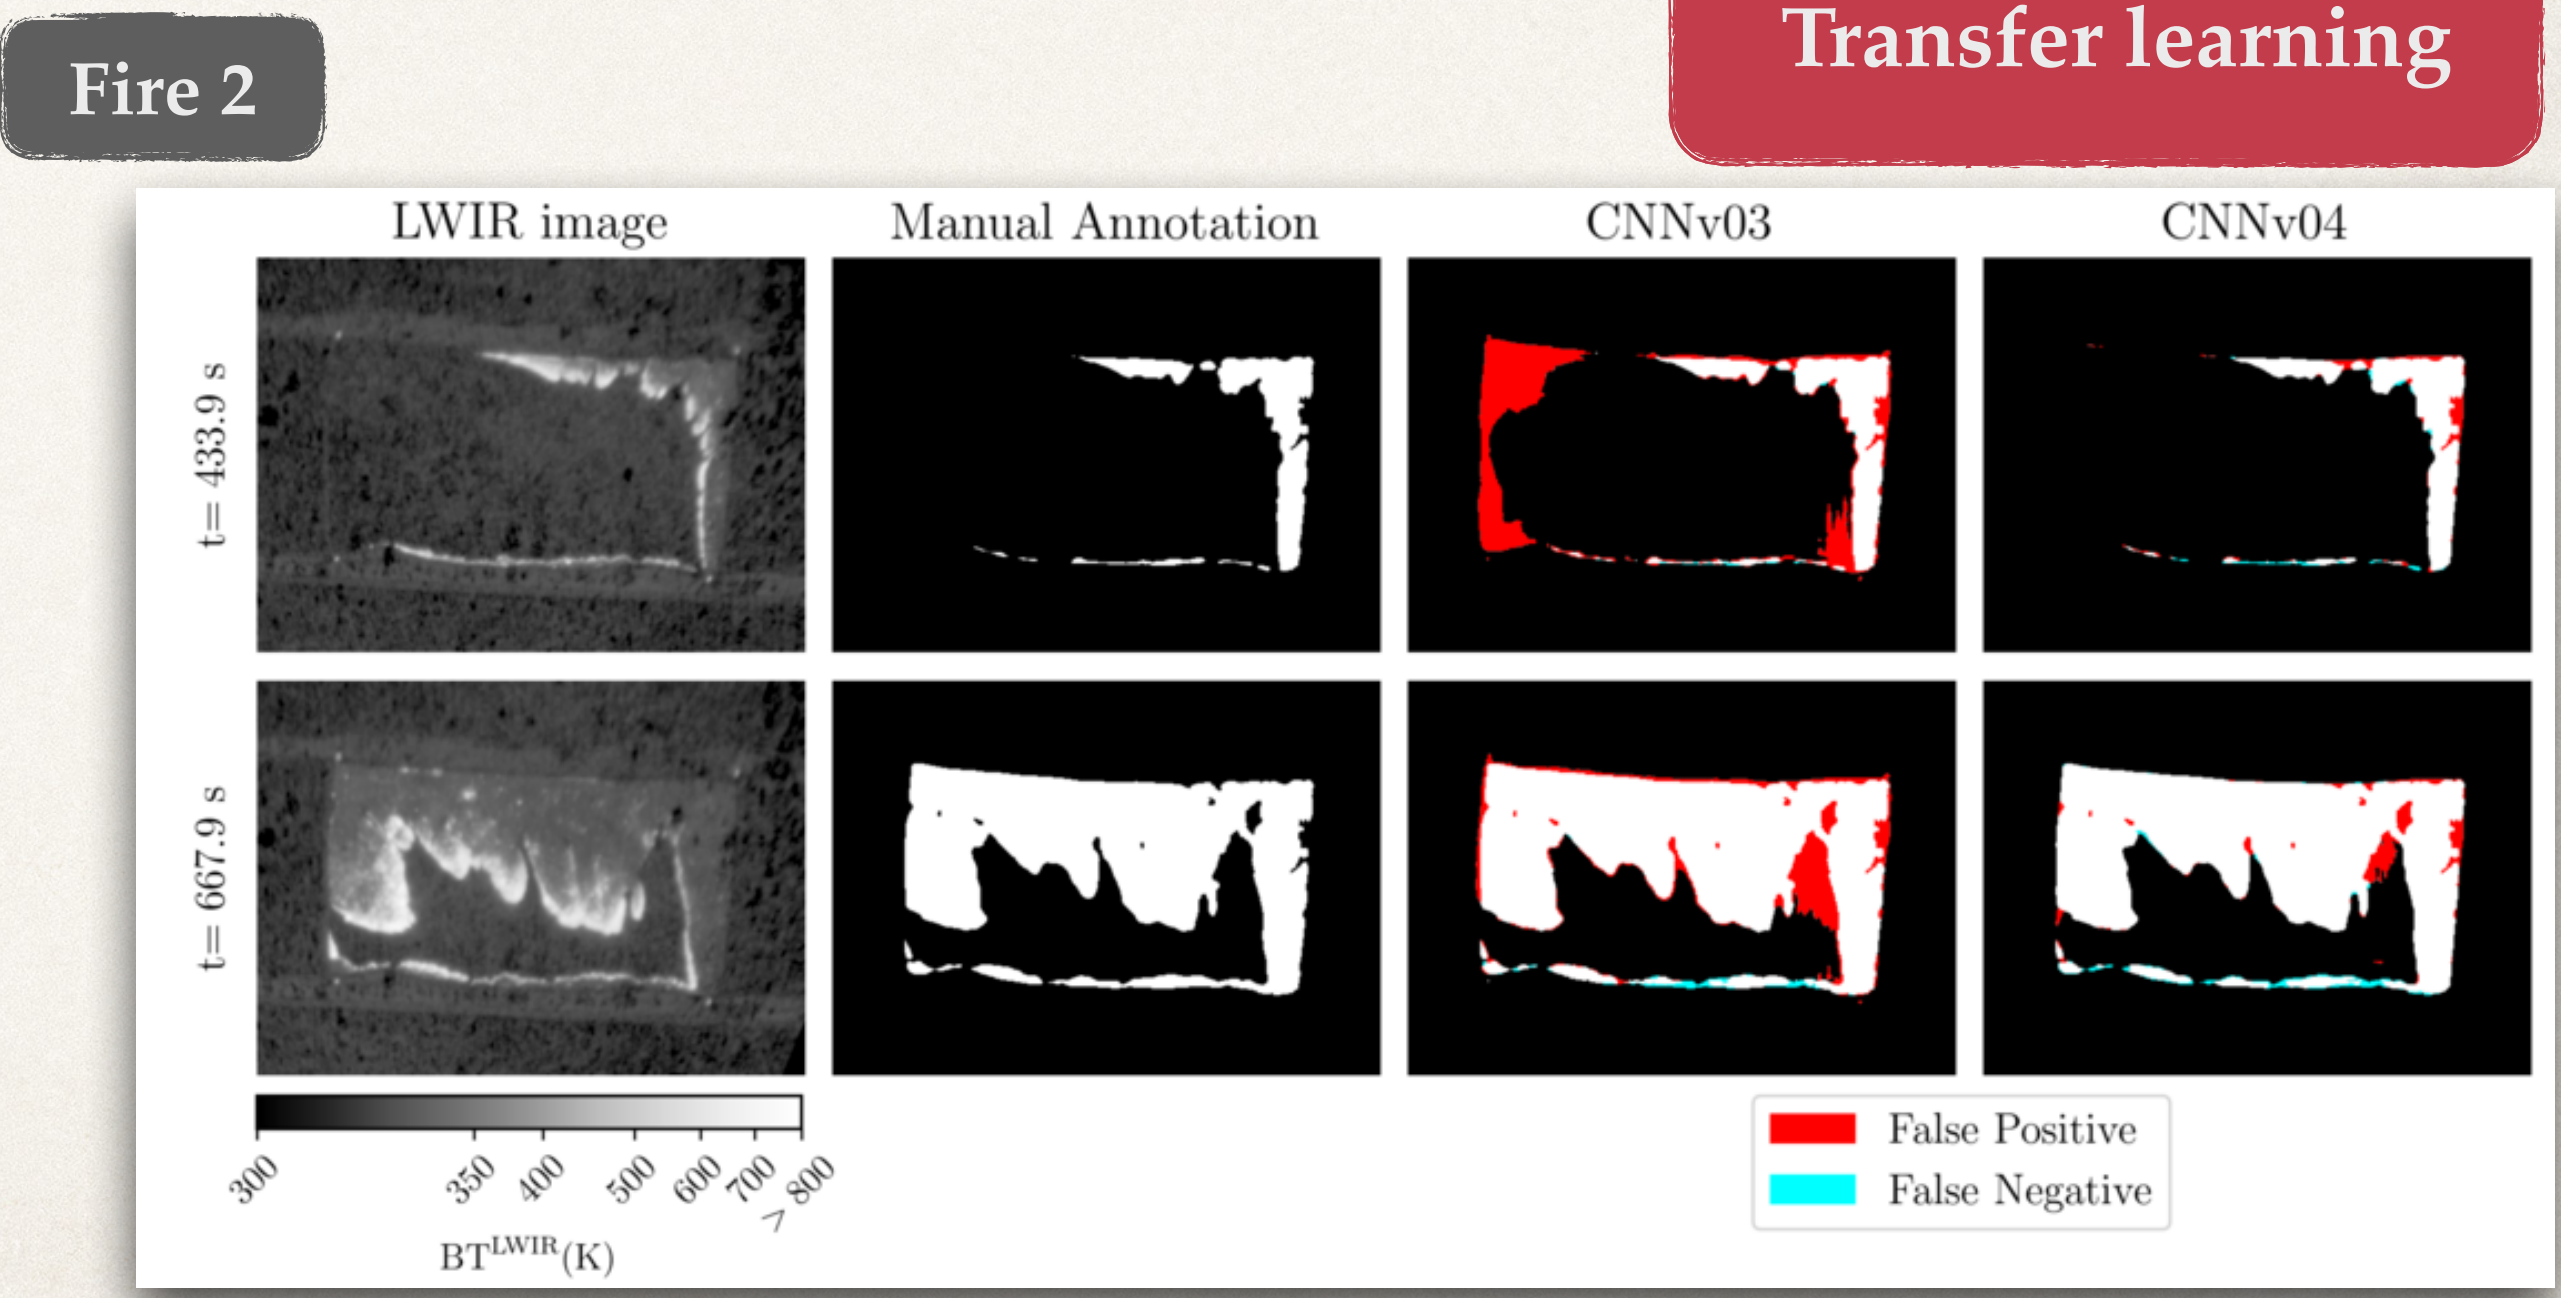 Fire 2
Transfer learning
LWIR image
Manual Annotation
CNNv03
CNNv04
t= 433.9 s
t= 667.9 s
300
350
400
500
600
700
> 800
BT^LWIR(K)
False Positive
False Negative